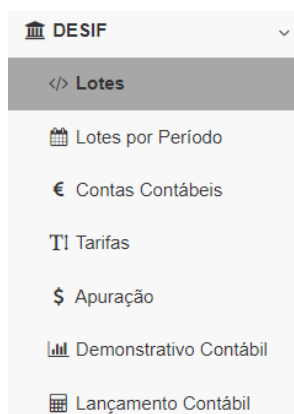 DESIF
Lotes
Lotes por Período
Contas Contábeis
Tarifas
Apuração
Demonstrativo Contábil
Lançamento Contábil